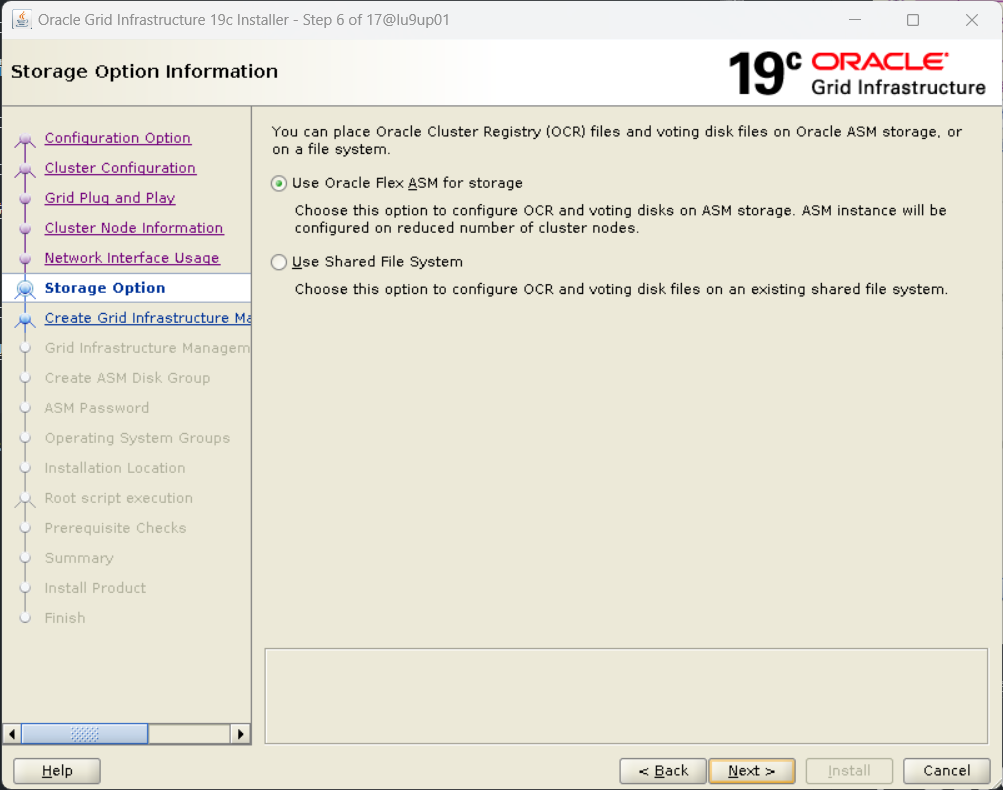 Oracle Grid Infrastructure 19c Installer - Step 6 of 17@lu9up01
Storage Option Information
19c ORACLE
Grid Infrastructure
Configuration Option
Cluster Configuration
Grid Plug and Play
Cluster Node Information
Network Interface Usage
Storage Option
Create Grid Infrastructure Ma
Grid Infrastructure Managem
Create ASM Disk Group
ASM Password
Operating System Groups
Installation Location
Root script execution
Prerequisite Checks
Summary
Install Product
Finish
You can place Oracle Cluster Registry (OCR) files and voting disk files on Oracle ASM storage, or
on a file system.
Use Oracle Flex ASM for storage
Choose this option to configure OCR and voting disks on ASM storage. ASM instance will be
configured on reduced number of cluster nodes.
Use Shared File System
Choose this option to configure OCR and voting disk files on an existing shared file system.
Help
< Back
Next >
Install
Cancel